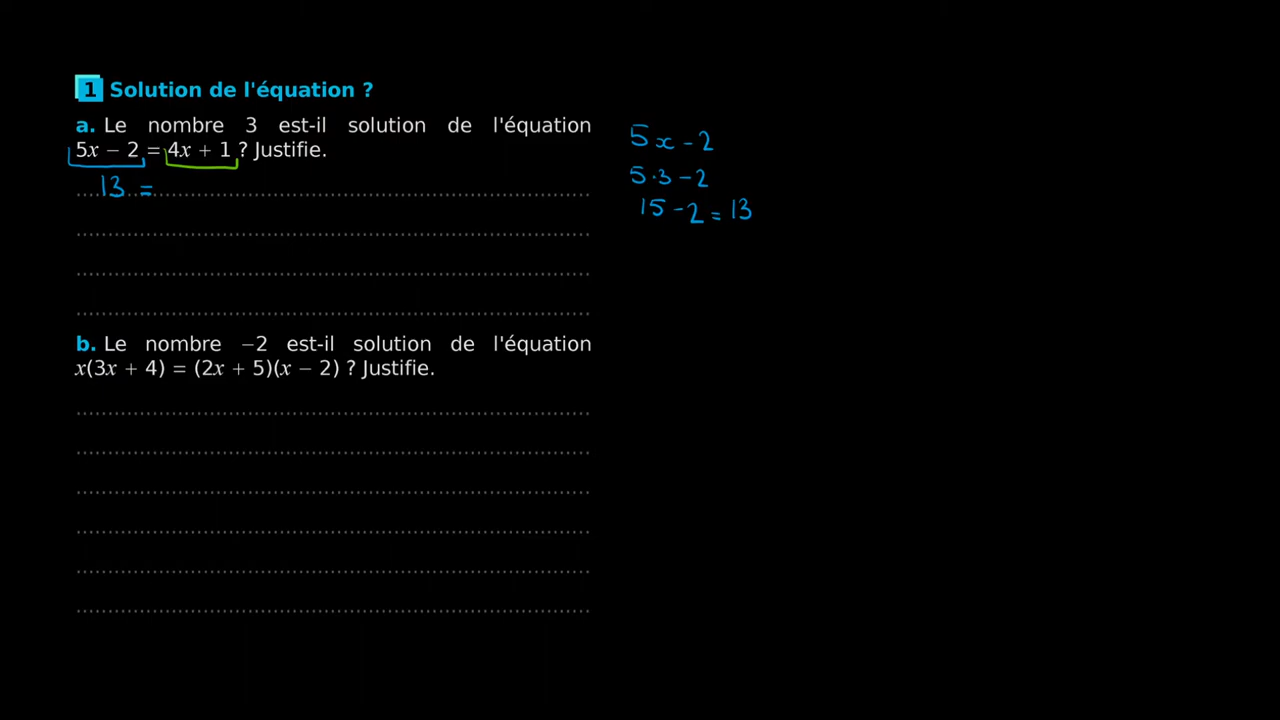 1 Solution de l'équation ?
a. Le nombre 3 est-il solution de l'équation
5x − 2 = 4x + 1 ? Justifie.
13 =
5x - 2
5·3 - 2
15 - 2 = 13
b. Le nombre −2 est-il solution de l'équation
x(3x + 4) = (2x + 5)(x − 2) ? Justifie.